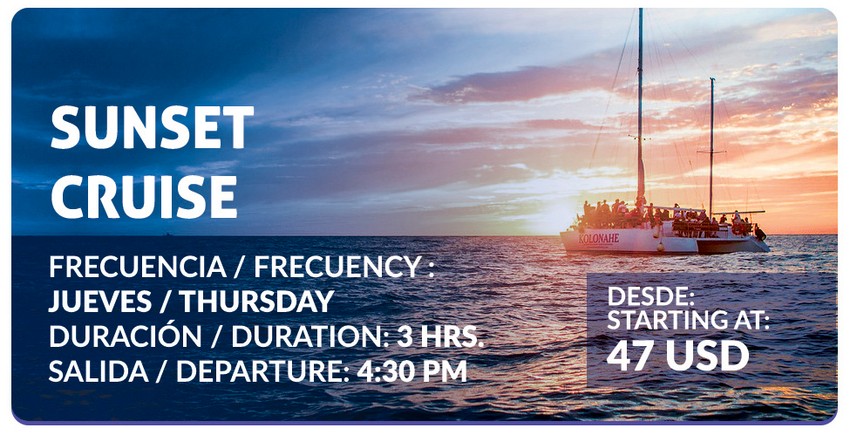 SUNSET
CRUISE
FRECUENCIA / FRECUENCY :
JUEVES / THURSDAY
DURACIÓN / DURATION: 3 HRS.
SALIDA / DEPARTURE: 4:30 PM
KOLONAHE
DESDE:
STARTING AT:
47 USD